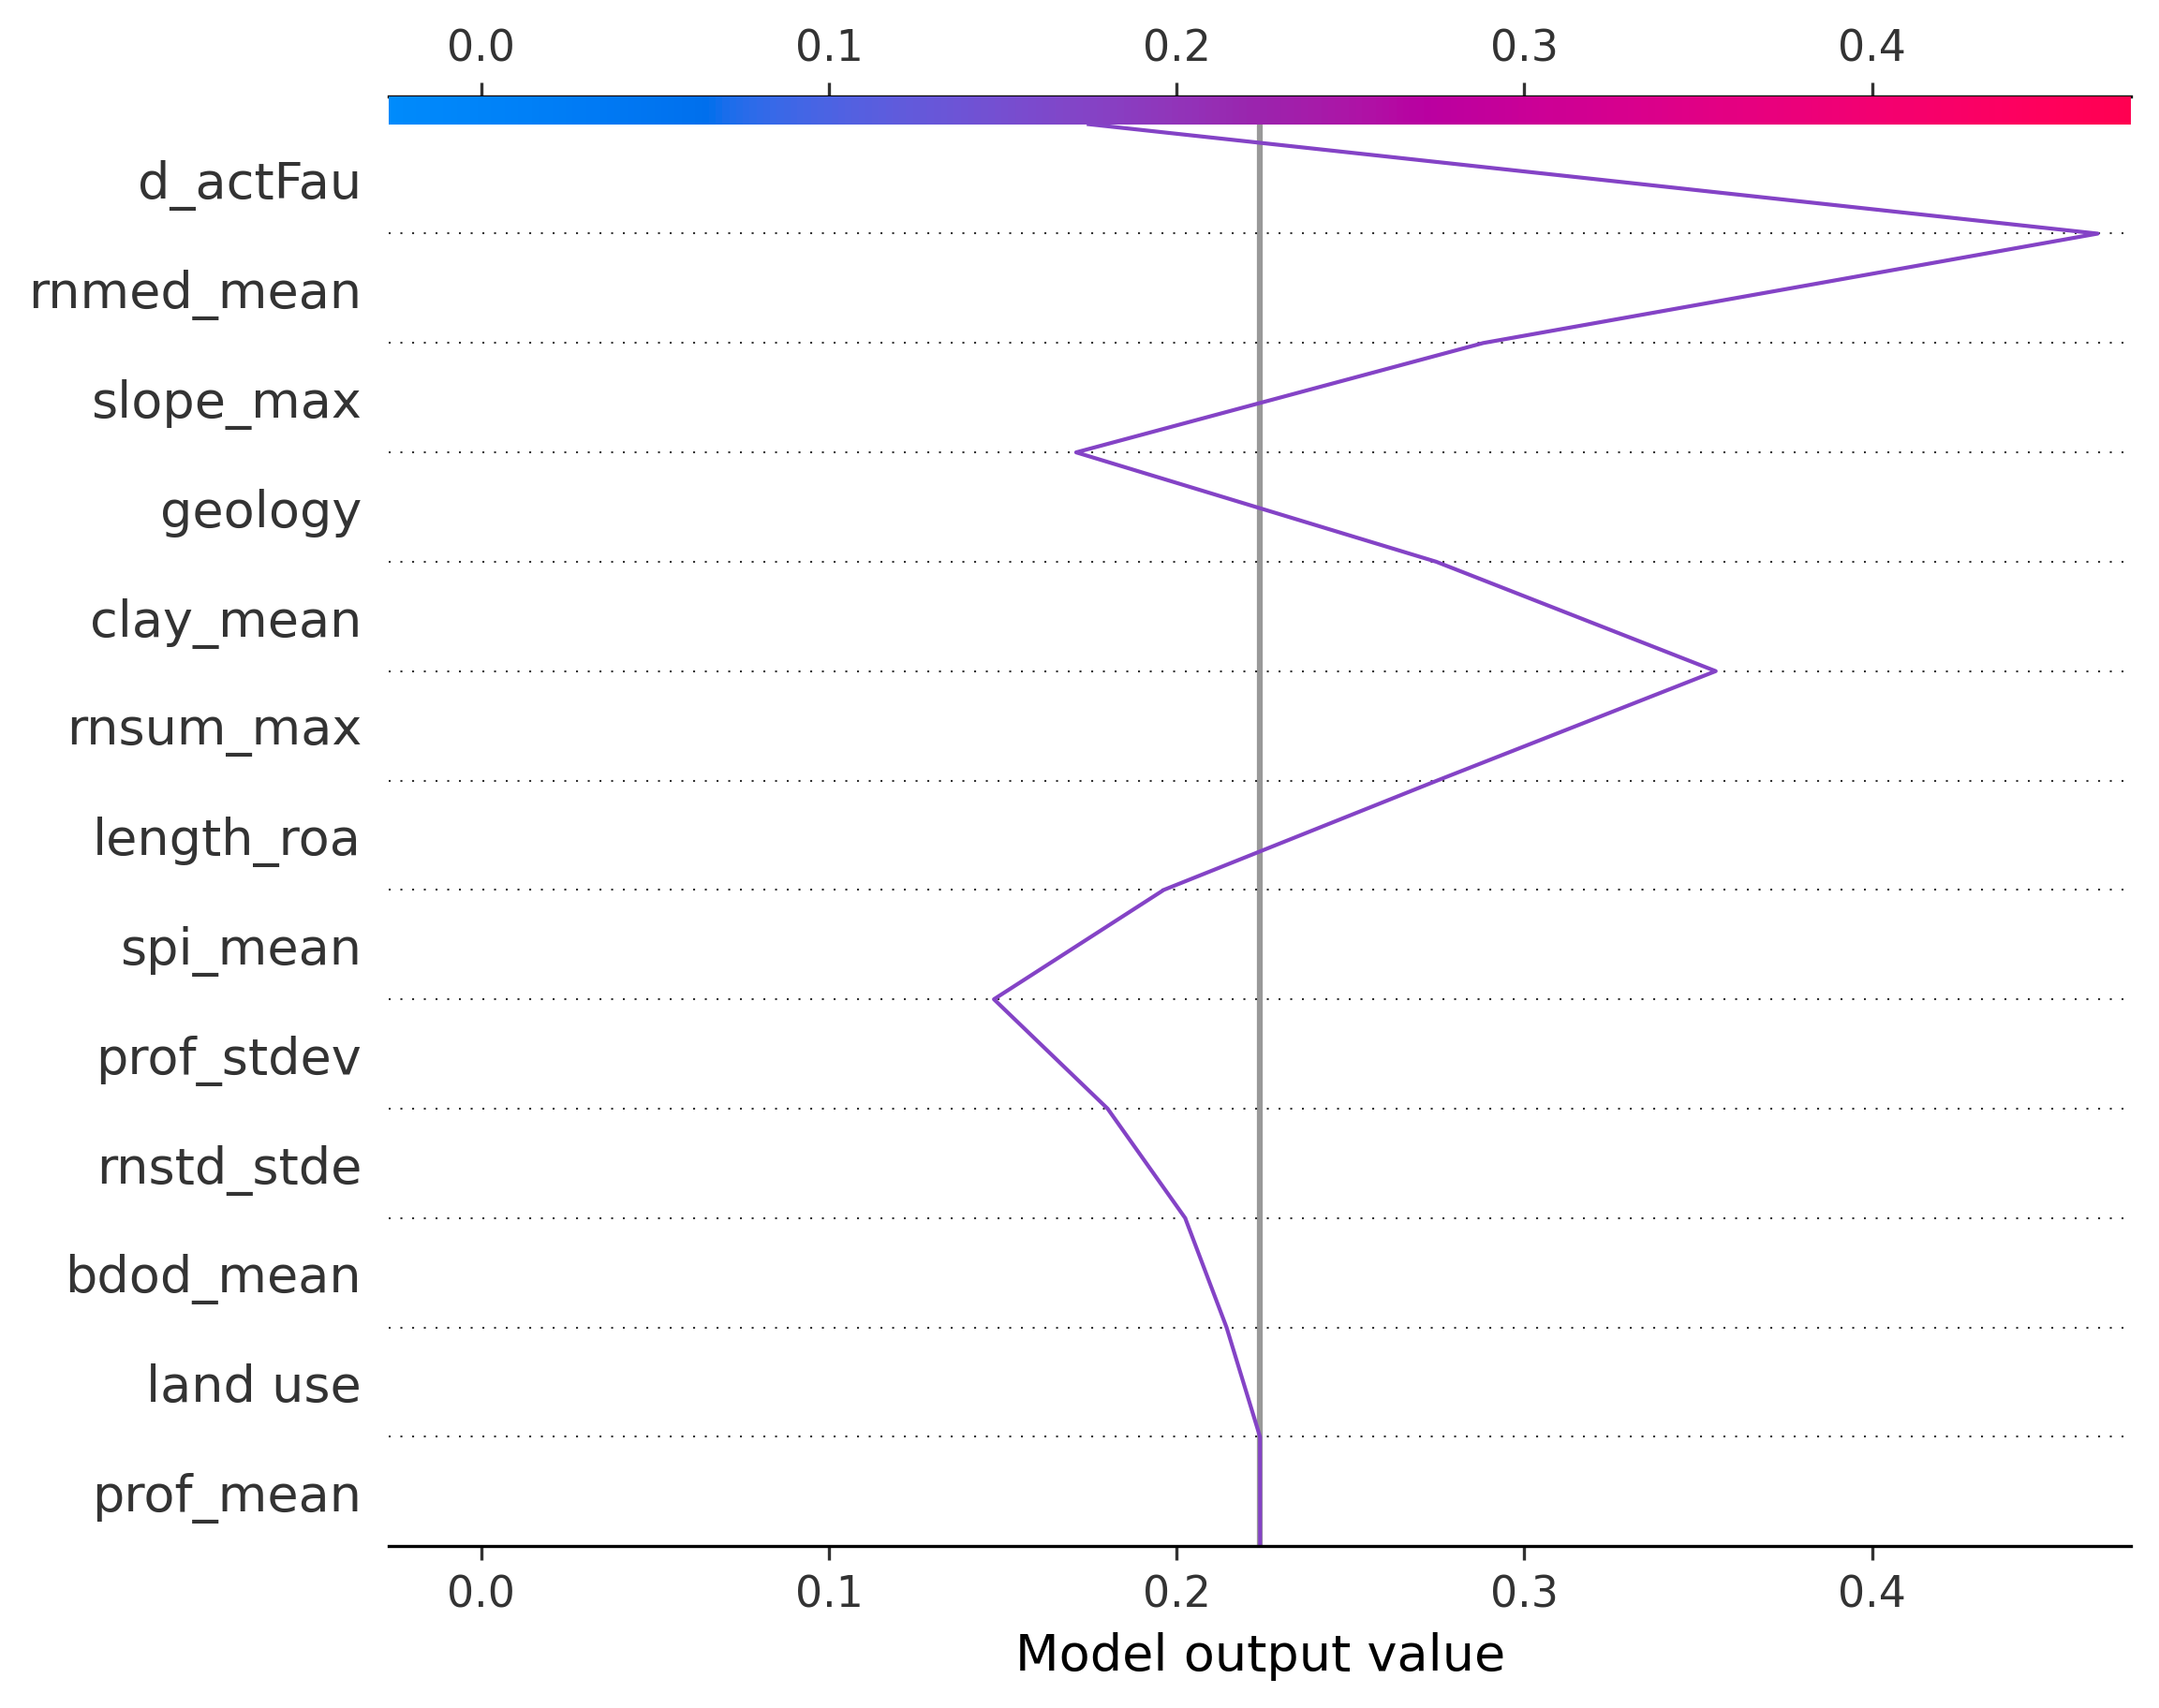 0.0 0.1 0.2 0.3 0.4
d_actFau
rnmed_mean
slope_max
geology
clay_mean
rnsum_max
length_roa
spi_mean
prof_stdev
rnstd_stde
bdod_mean
land use
prof_mean
0.0 0.1 0.2 0.3 0.4
Model output value